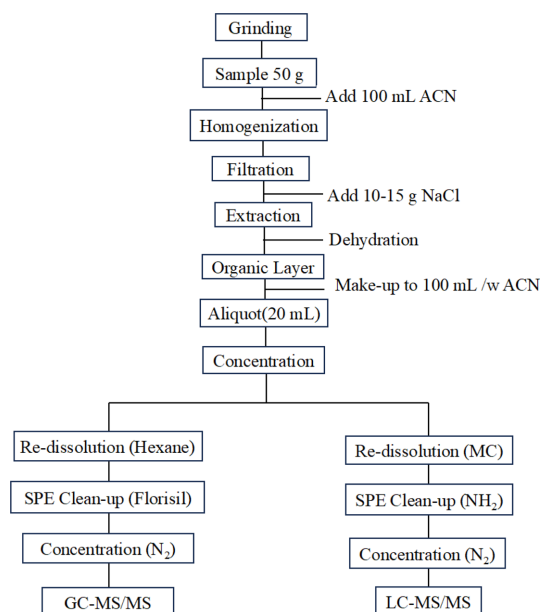 Grinding
Sample 50 g
Add 100 mL ACN
Homogenization
Filtration
Add 10-15 g NaCl
Extraction
Dehydration
Organic Layer
Make-up to 100 mL /w ACN
Aliquot(20 mL)
Concentration
Re-dissolution (Hexane)
SPE Clean-up (Florisil)
Concentration (N₂)
GC-MS/MS
Re-dissolution (MC)
SPE Clean-up (NH₂)
Concentration (N₂)
LC-MS/MS